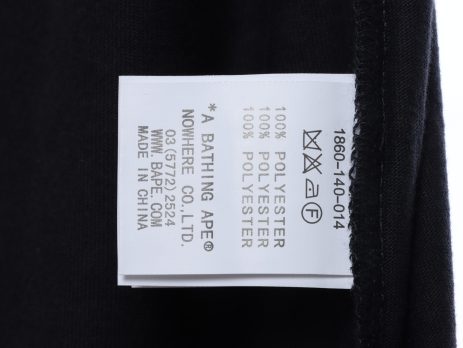 1860-140-014
F
100% POLYESTER
100% POLYESTER
100% POLYESTER
*A BATHING APE®
NOWHERE CO.,LTD.
03(5772)2524
WWW.BAPE.COM
MADE IN CHINA